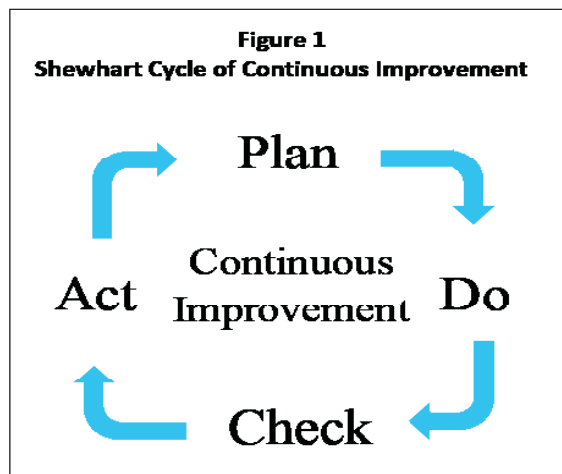 Figure 1
Shewhart Cycle of Continuous Improvement
Plan
Continuous
Improvement
Act
Do
Check